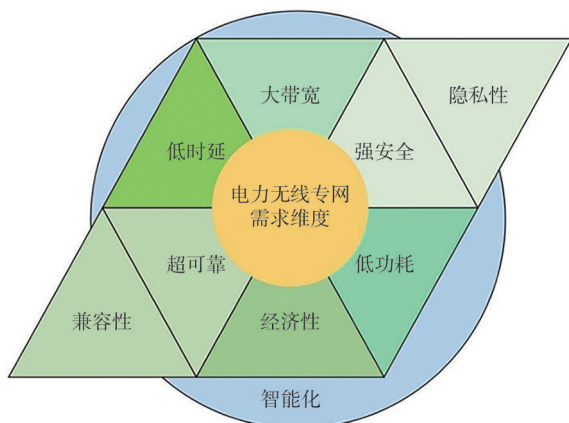 大带宽
隐私性
低时延
强安全
电力无线专网
需求维度
超可靠
低功耗
兼容性
经济性
智能化